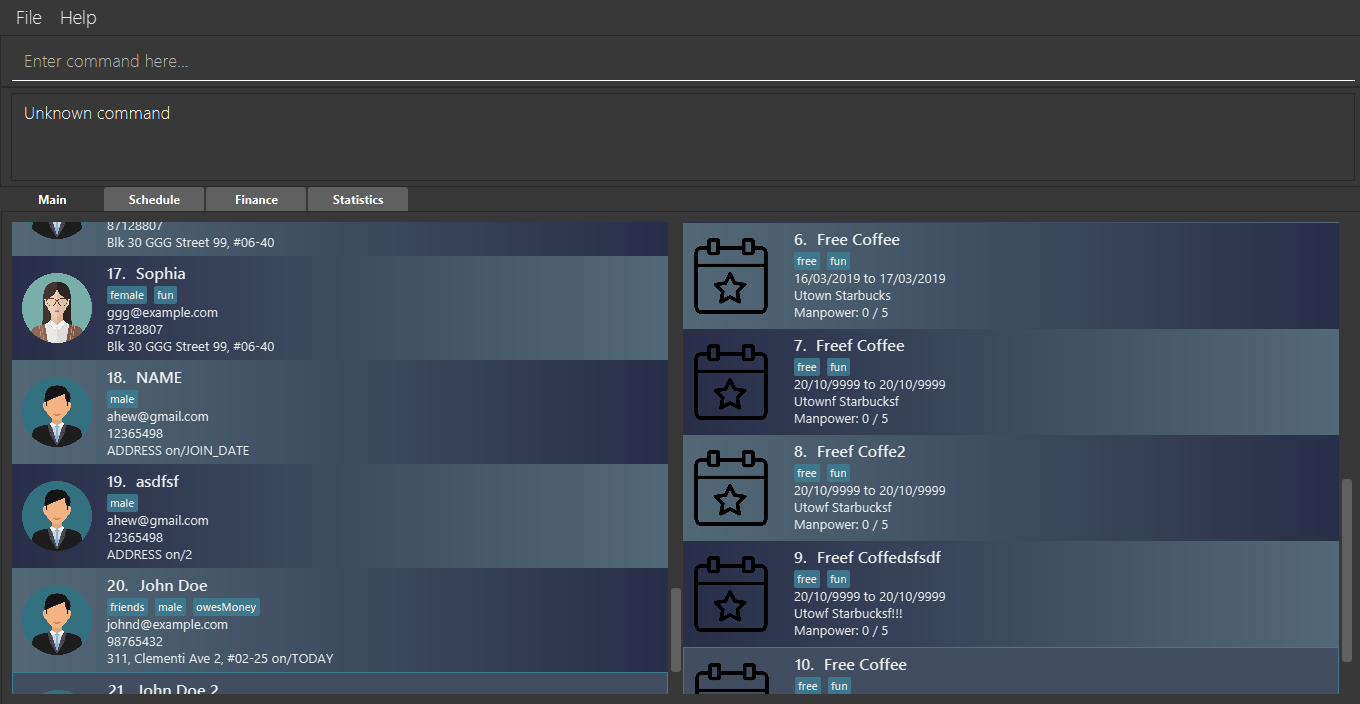 File Help
Enter command here...
Unknown command
Main Schedule Finance Statistics
87128807
Blk 30 GGG Street 99, #06-40
17. Sophia
female fun
ggg@example.com
87128807
Blk 30 GGG Street 99, #06-40
18. NAME
male
ahew@gmail.com
12365498
ADDRESS on/JOIN_DATE
19. asdfsf
male
ahew@gmail.com
12365498
ADDRESS on/2
20. John Doe
friends male owesMoney
johnd@example.com
98765432
311, Clementi Ave 2, #02-25 on/TODAY
21. John Doe 2
6. Free Coffee
free fun
16/03/2019 to 17/03/2019
Utown Starbucks
Manpower: 0 / 5
7. Freef Coffee
free fun
20/10/9999 to 20/10/9999
Utownf Starbucksf
Manpower: 0 / 5
8. Freef Coffe2
free fun
20/10/9999 to 20/10/9999
Utowf Starbucksf
Manpower: 0 / 5
9. Freef Coffedsfsdf
free fun
20/10/9999 to 20/10/9999
Utowf Starbucksf!!!
Manpower: 0 / 5
10. Free Coffee
free fun